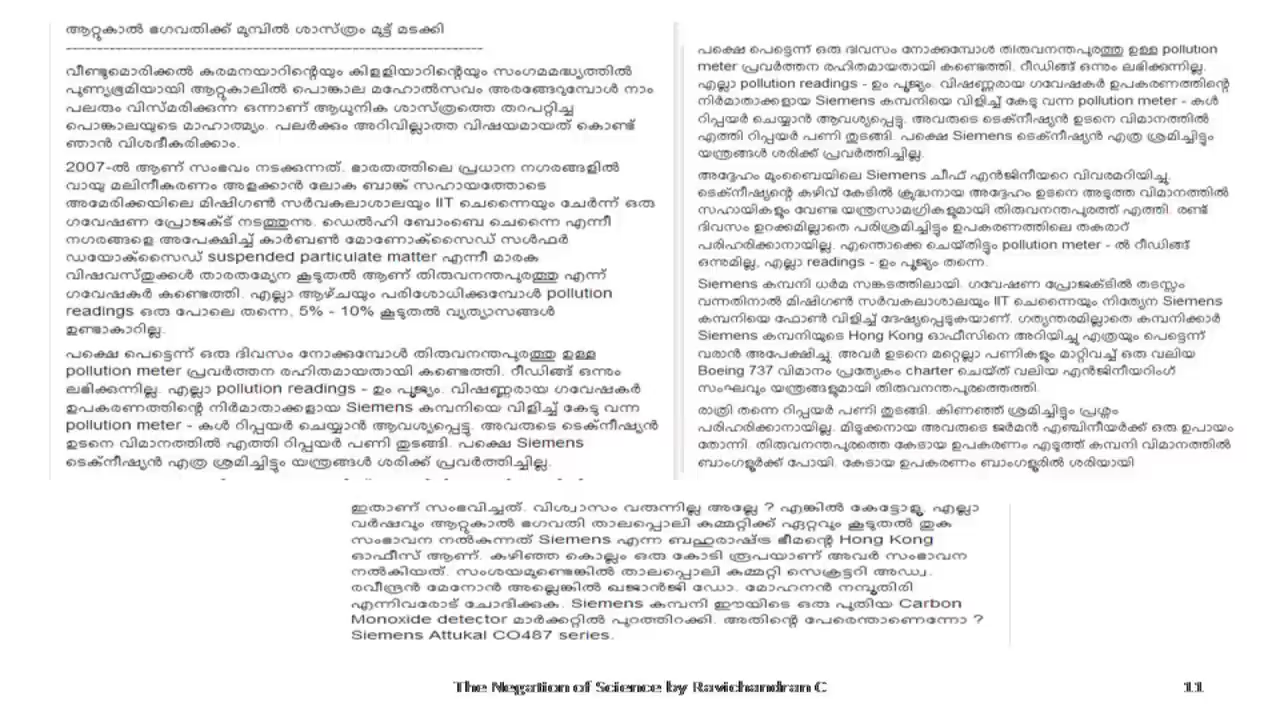 ആറ്റുകാൽ ഭഗവതിക്ക് മുമ്പിൽ ശാസ്ത്രം മുട്ട് മടക്കി
--------------------------------------------------------------------------------
വീണ്ടുമൊരിക്കൽ കരമനയാറിന്റെയും കിള്ളിയാറിന്റെയും സംഗമമദ്ധ്യത്തിൽ
പുണ്യഭൂമിയായി ആറ്റുകാലിൽ പൊങ്കാല മഹോൽസവം അരങ്ങേറുമ്പോൾ നാം
പലരും വിസ്മരിക്കുന്ന ഒന്നാണ് ആധുനിക ശാസ്ത്രത്തെ തറപറ്റിച്ച
പൊങ്കാലയുടെ മാഹാത്മ്യം. പലർക്കും അറിവില്ലാത്ത വിഷയമായത് കൊണ്ട്
ഞാൻ വിശദീകരിക്കാം.
2007-ൽ ആണ് സംഭവം നടക്കുന്നത്. ഭാരതത്തിലെ പ്രധാന നഗരങ്ങളിൽ
വായു മലിനീകരണം അളക്കാൻ ലോക ബാങ്ക് സഹായത്തോടെ
അമേരിക്കയിലെ മിഷിഗൺ സർവകലാശാലയും IIT ചെന്നൈയും ചേർന്ന് ഒരു
ഗവേഷണ പ്രോജക്ട് നടത്തുന്നു. ഡെൽഹി ബോംബെ ചെന്നൈ എന്നീ
നഗരങ്ങളെ അപേക്ഷിച്ച് കാർബൺ മോണോക്സൈഡ് സൾഫർ
ഡയോക്സൈഡ് suspended particulate matter എന്നീ മാരക
വിഷവസ്തുക്കൾ താരതമ്യേന കൂടുതൽ ആണ് തിരുവനന്തപുരത്തു എന്ന്
ഗവേഷകർ കണ്ടെത്തി. എല്ലാ ആഴ്ചയും പരിശോധിക്കുമ്പോൾ pollution
readings ഒരു പോലെ തന്നെ, 5% - 10% കൂടുതൽ വ്യത്യാസങ്ങൾ
ഉണ്ടാകാറില്ല.
പക്ഷെ പെട്ടെന്ന് ഒരു ദിവസം നോക്കുമ്പോൾ തിരുവനന്തപുരത്തു ഉള്ള
pollution meter പ്രവർത്തന രഹിതമായതായി കണ്ടെത്തി. റീഡിങ്ങ് ഒന്നും
ലഭിക്കുന്നില്ല. എല്ലാ pollution readings - ഉം പൂജ്യം. വിഷണ്ണരായ ഗവേഷകർ
ഉപകരണത്തിന്റെ നിർമാതാക്കളായ Siemens കമ്പനിയെ വിളിച്ച് കേടു വന്ന
pollution meter - കൾ റിപ്പയർ ചെയ്യാൻ ആവശ്യപ്പെട്ടു. അവരുടെ ടെക്നീഷ്യൻ
ഉടനെ വിമാനത്തിൽ എത്തി റിപ്പയർ പണി തുടങ്ങി. പക്ഷെ Siemens
ടെക്നീഷ്യൻ എത്ര ശ്രമിച്ചിട്ടും യന്ത്രങ്ങൾ ശരിക്ക് പ്രവർത്തിച്ചില്ല.
പക്ഷെ പെട്ടെന്ന് ഒരു ദിവസം നോക്കുമ്പോൾ തിരുവനന്തപുരത്തു ഉള്ള pollution
meter പ്രവർത്തന രഹിതമായതായി കണ്ടെത്തി. റീഡിങ്ങ് ഒന്നും ലഭിക്കുന്നില്ല.
എല്ലാ pollution readings - ഉം പൂജ്യം. വിഷണ്ണരായ ഗവേഷകർ ഉപകരണത്തിന്റെ
നിർമാതാക്കളായ Siemens കമ്പനിയെ വിളിച്ച് കേടു വന്ന pollution meter - കൾ
റിപ്പയർ ചെയ്യാൻ ആവശ്യപ്പെട്ടു. അവരുടെ ടെക്നീഷ്യൻ ഉടനെ വിമാനത്തിൽ
എത്തി റിപ്പയർ പണി തുടങ്ങി. പക്ഷെ Siemens ടെക്നീഷ്യൻ എത്ര ശ്രമിച്ചിട്ടും
യന്ത്രങ്ങൾ ശരിക്ക് പ്രവർത്തിച്ചില്ല.
അദ്ദേഹം മുംബൈയിലെ Siemens ചീഫ് എൻജിനീയറെ വിവരമറിയിച്ചു.
ടെക്നീഷ്യന്റെ കഴിവ് കേടിൽ ക്രുദ്ധനായ അദ്ദേഹം ഉടനെ അടുത്ത വിമാനത്തിൽ
സഹായികളും വേണ്ട യന്ത്രസാമഗ്രികളുമായി തിരുവനന്തപുരത്ത് എത്തി. രണ്ട്
ദിവസം ഉറക്കമില്ലാതെ പരിശ്രമിച്ചിട്ടും ഉപകരണത്തിലെ തകരാറ്
പരിഹരിക്കാനായില്ല. എന്തൊക്കെ ചെയ്തിട്ടും pollution meter - ൽ റീഡിങ്ങ്
ഒന്നുമില്ല, എല്ലാ readings - ഉം പൂജ്യം തന്നെ.
Siemens കമ്പനി ധർമ സങ്കടത്തിലായി. ഗവേഷണ പ്രോജക്ടിൽ തടസ്സം
വന്നതിനാൽ മിഷിഗൺ സർവകലാശാലയും IIT ചെന്നൈയും നിത്യേന Siemens
കമ്പനിയെ ഫോൺ വിളിച്ച് ദേഷ്യപ്പെടുകയാണ്. ഗത്യന്തരമില്ലാതെ കമ്പനിക്കാർ
Siemens കമ്പനിയുടെ Hong Kong ഓഫീസിനെ അറിയിച്ചു എത്രയും പെട്ടെന്ന്
വരാൻ അപേക്ഷിച്ചു. അവർ ഉടനെ മറ്റെല്ലാ പണികളും മാറ്റിവച്ച് ഒരു വലിയ
Boeing 737 വിമാനം പ്രത്യേകം charter ചെയ്ത് വലിയ എൻജിനീയറിംഗ്
സംഘവും യന്ത്രങ്ങളുമായി തിരുവനന്തപുരത്തെത്തി.
രാത്രി തന്നെ റിപ്പയർ പണി തുടങ്ങി. കിണഞ്ഞ് ശ്രമിച്ചിട്ടും പ്രശ്നം
പരിഹരിക്കാനായില്ല. മിടുക്കനായ അവരുടെ ജർമൻ എഞ്ചിനീയർക്ക് ഒരു ഉപായം
തോന്നി. തിരുവനന്തപുരത്തെ കേടായ ഉപകരണം എടുത്ത് കമ്പനി വിമാനത്തിൽ
ബാംഗളൂർക്ക് പോയി. കേടായ ഉപകരണം ബാംഗളൂരിൽ ശരിയായി
ഇതാണ് സംഭവിച്ചത്. വിശ്വാസം വരുന്നില്ല അല്ലേ ? എങ്കിൽ കേട്ടോളൂ, എല്ലാ
വർഷവും ആറ്റുകാൽ ഭഗവതി താലപ്പൊലി കമ്മറ്റിക്ക് ഏറ്റവും കൂടുതൽ തുക
സംഭാവന നൽകുന്നത് Siemens എന്ന ബഹുരാഷ്ട്ര ഭീമന്റെ Hong Kong
ഓഫീസ് ആണ്. കഴിഞ്ഞ കൊല്ലം ഒരു കോടി രൂപയാണ് അവർ സംഭാവന
നൽകിയത്. സംശയമുണ്ടെങ്കിൽ താലപ്പൊലി കമ്മറ്റി സെക്രട്ടറി അഡ്വ.
രവീന്ദ്രൻ മേനോൻ അല്ലെങ്കിൽ ഖജാൻജി ഡോ. മോഹനൻ നമ്പൂതിരി
എന്നിവരോട് ചോദിക്കുക. Siemens കമ്പനി ഈയിടെ ഒരു പുതിയ Carbon
Monoxide detector മാർക്കറ്റിൽ പുറത്തിറക്കി. അതിന്റെ പേരെന്താണെന്നോ ?
Siemens Attukal CO487 series.
The Negation of Science by Ravichandran C
11